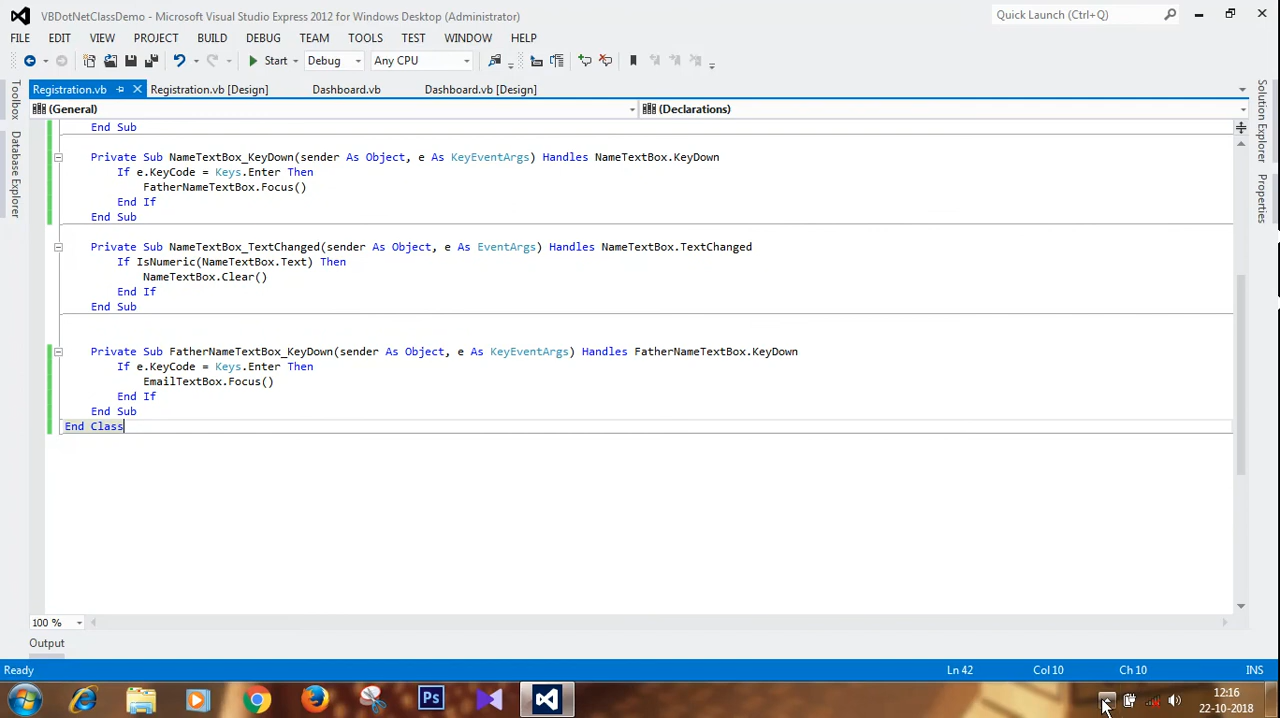 VBDotNetClassDemo - Microsoft Visual Studio Express 2012 for Windows Desktop (Administrator)
Quick Launch (Ctrl+Q)
FILE EDIT VIEW PROJECT BUILD DEBUG TEAM TOOLS TEST WINDOW HELP
Start Debug Any CPU
Registration.vb Registration.vb [Design] Dashboard.vb Dashboard.vb [Design]
(General) (Declarations)
Toolbox
Database Explorer
Solution Explorer
Properties
End Sub
Private Sub NameTextBox_KeyDown(sender As Object, e As KeyEventArgs) Handles NameTextBox.KeyDown
If e.KeyCode = Keys.Enter Then
FatherNameTextBox.Focus()
End If
End Sub
Private Sub NameTextBox_TextChanged(sender As Object, e As EventArgs) Handles NameTextBox.TextChanged
If IsNumeric(NameTextBox.Text) Then
NameTextBox.Clear()
End If
End Sub
Private Sub FatherNameTextBox_KeyDown(sender As Object, e As KeyEventArgs) Handles FatherNameTextBox.KeyDown
If e.KeyCode = Keys.Enter Then
EmailTextBox.Focus()
End If
End Sub
End Class
100 %
Output
Ready Ln 42 Col 10 Ch 10 INS
Ps
12:16
22-10-2018